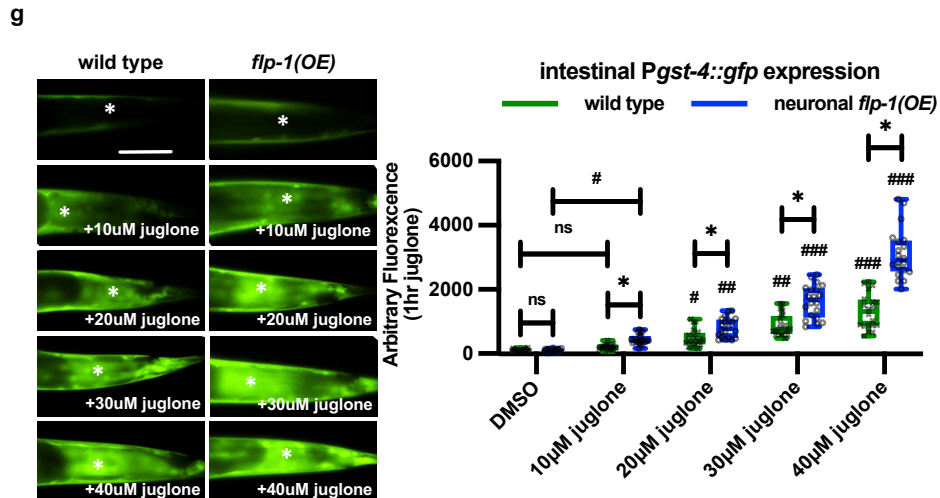 g
wild type
flp-1(OE)
*
*
*
+10uM juglone
*
+10uM juglone
*
+20uM juglone
*
+20uM juglone
*
+30uM juglone
*
+30uM juglone
*
+40uM juglone
*
+40uM juglone
intestinal Pgst-4::gfp expression
wild type
neuronal flp-1(OE)
Arbitrary Fluorexcence
(1hr juglone)
6000
4000
2000
0
ns
ns
#
*
*
#
##
*
##
###
*
###
###
DMSO
10µM juglone
20µM juglone
30µM juglone
40µM juglone